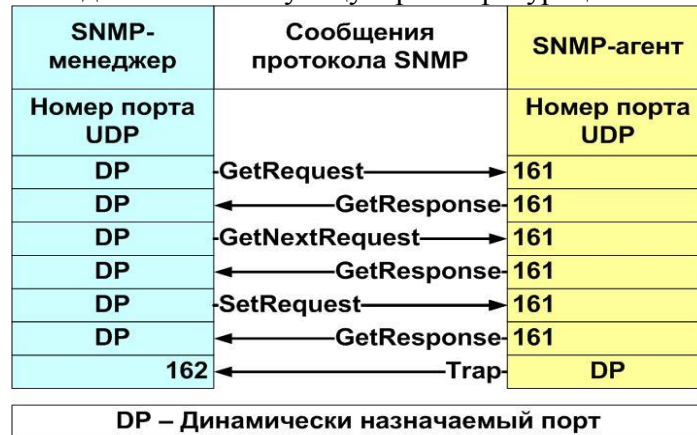 SNMP-менеджер Сообщения протокола SNMP SNMP-агент
Номер порта UDP Номер порта UDP
DP GetRequest 161
DP GetResponse 161
DP GetNextRequest 161
DP GetResponse 161
DP SetRequest 161
DP GetResponse 161
162 Trap DP
DP – Динамически назначаемый порт